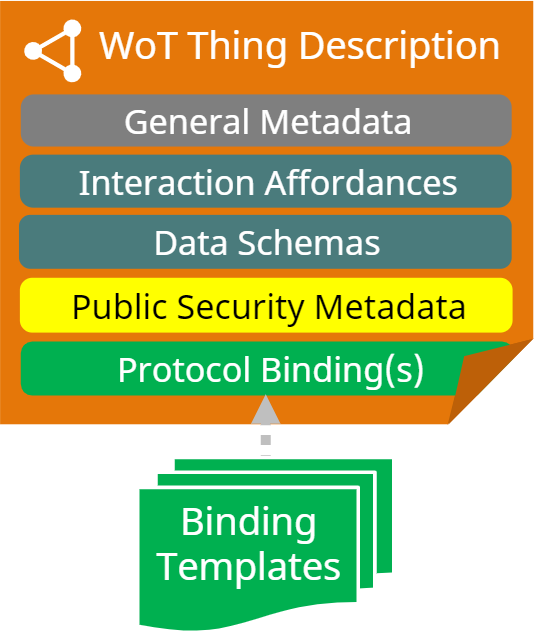 WoT Thing Description
General Metadata
Interaction Affordances
Data Schemas
Public Security Metadata
Protocol Binding(s)
Binding
Templates